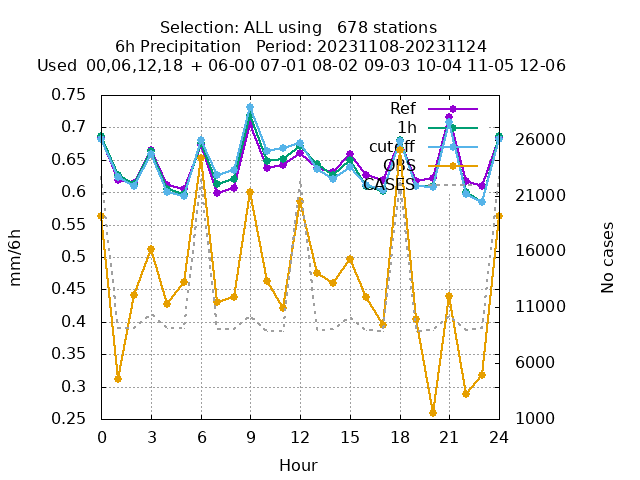 Selection: ALL using   678 stations
6h Precipitation   Period: 20231108-20231124
Used 00,06,12,18 + 06-00 07-01 08-02 09-03 10-04 11-05 12-06
Ref
1h
cutoff
OBS
CASES
0.75
0.7
0.65
0.6
0.55
0.5
0.45
0.4
0.35
0.3
0.25
mm/6h
26000
21000
16000
11000
6000
1000
No cases
0 3 6 9 12 15 18 21 24
Hour